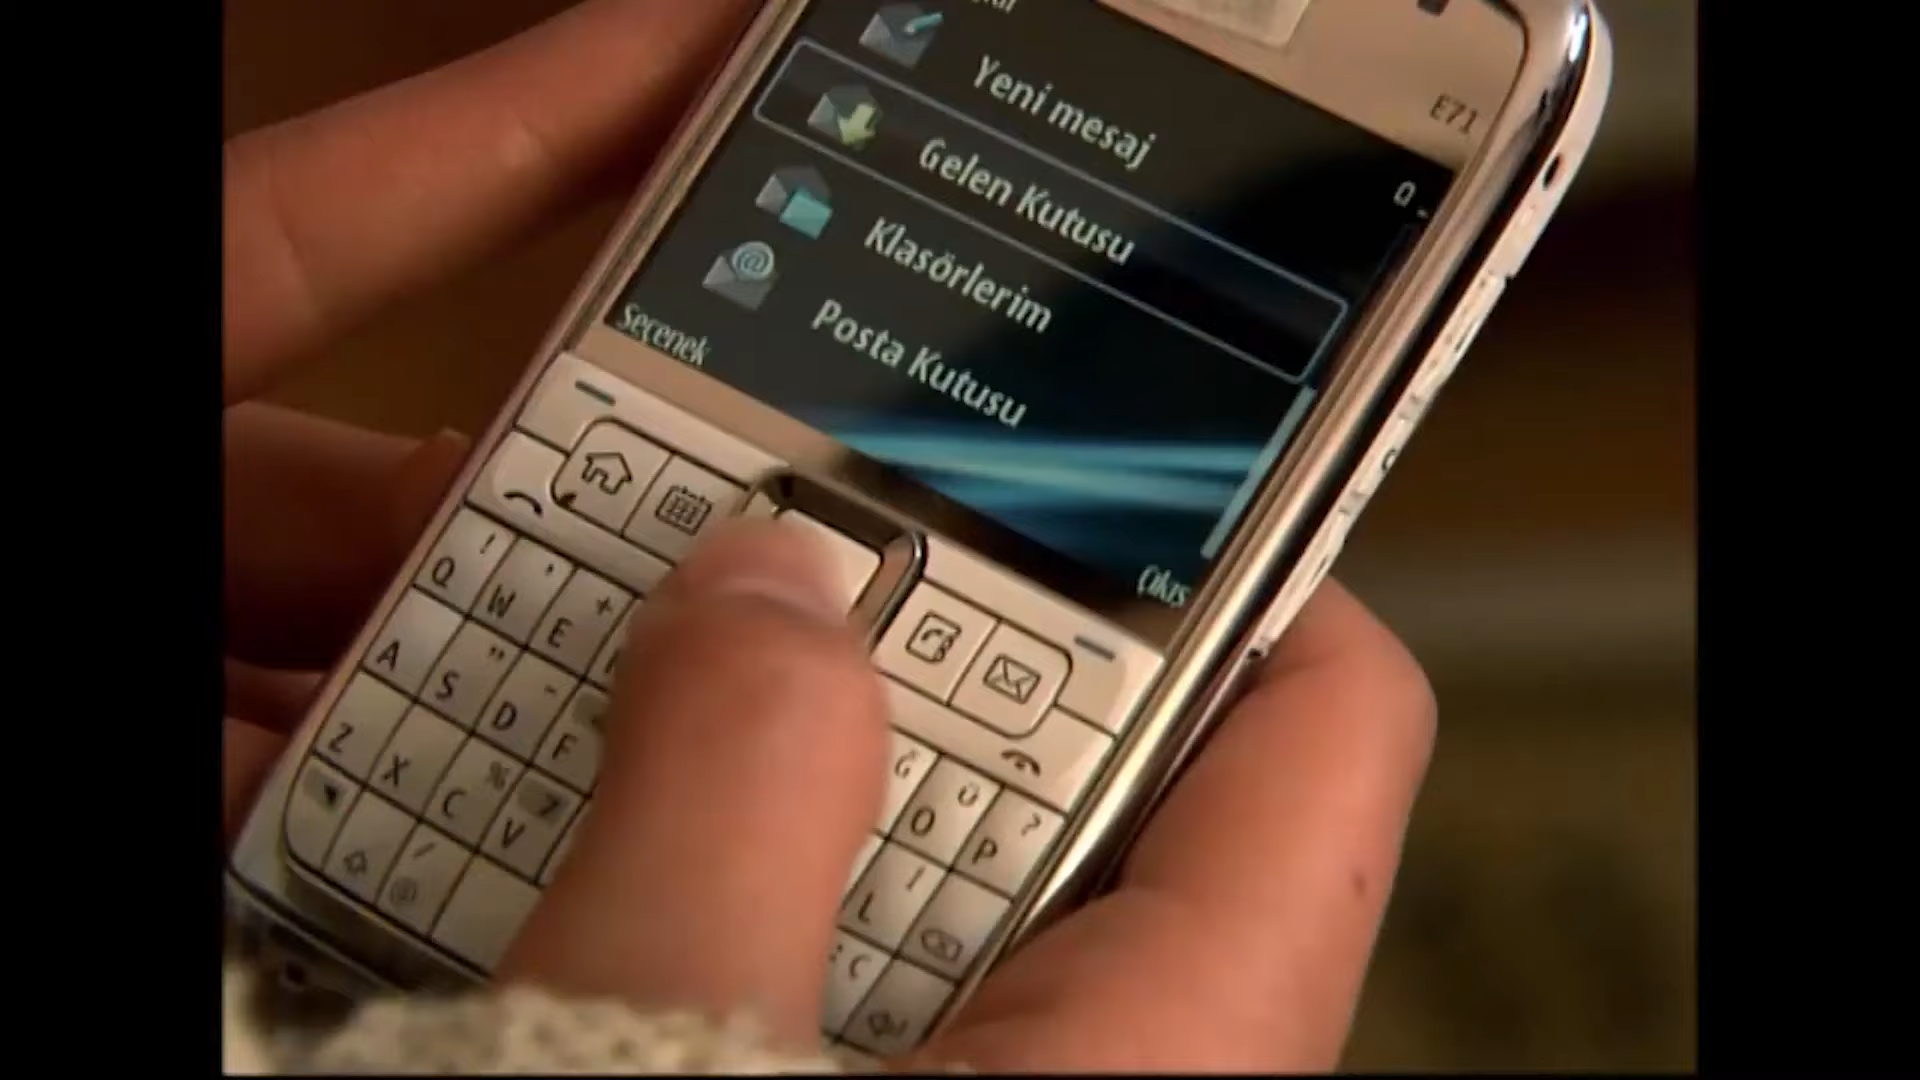 E71
Yeni mesaj
Gelen Kutusu
Klasörlerim
Posta Kutusu
Seçenek
Çıkış
Q W E
O P
A S D F
L
Z X C V